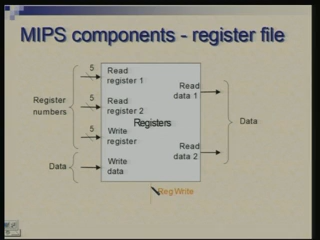 MIPS components - register file
5
Read
register 1
Read
data 1
5
Register
numbers
Read
register 2
Registers
Data
5
Write
register
Read
data 2
Data
Write
data
RegWrite